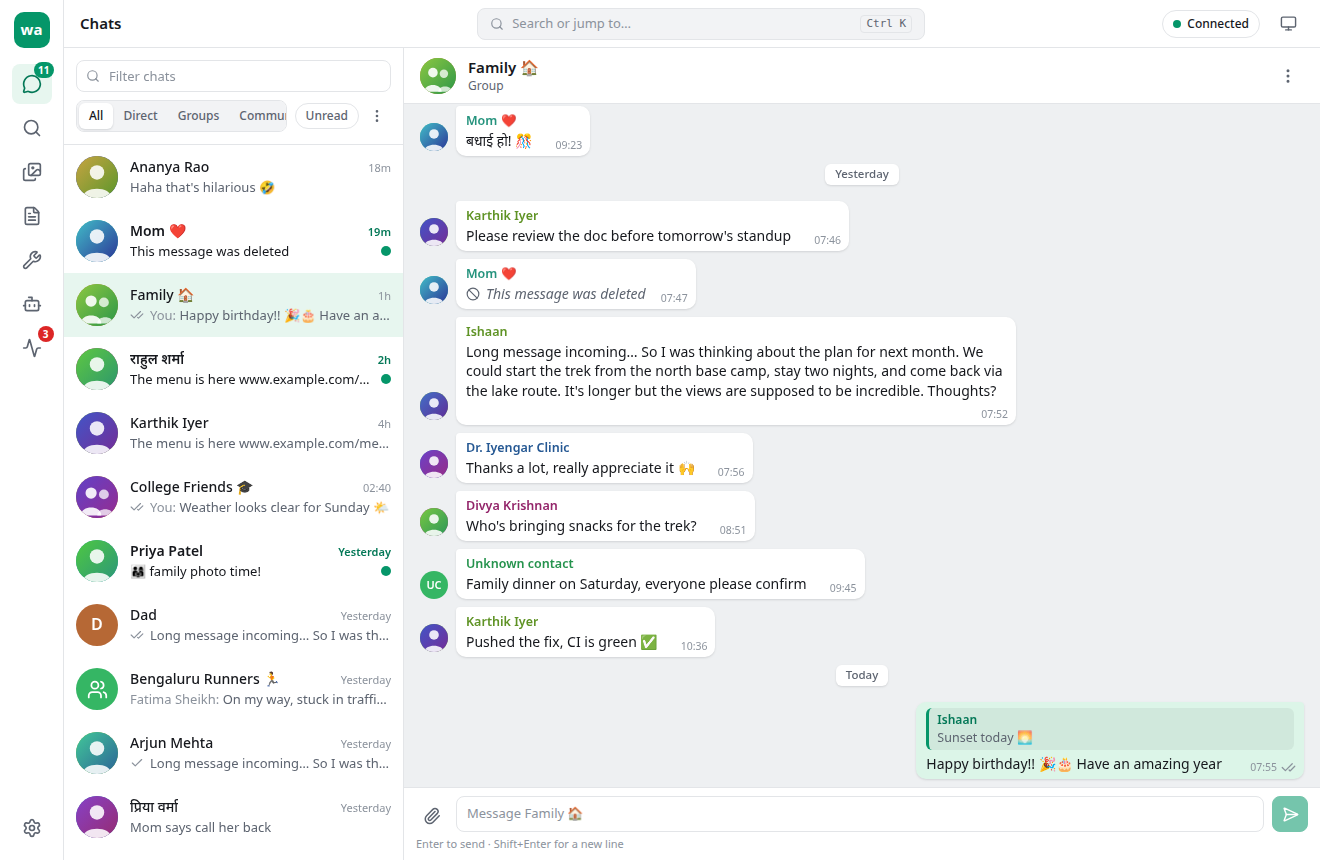 wa
Chats
Search or jump to...
Ctrl K
Connected
11
3
Filter chats
All
Direct
Groups
Commu
Unread
Ananya Rao
18m
Haha that's hilarious 🤣
Mom ❤️
19m
This message was deleted
Family 🏠
1h
You: Happy birthday!! 🎉🎂 Have an a...
राहुल शर्मा
2h
The menu is here www.example.com/...
Karthik Iyer
4h
The menu is here www.example.com/me...
College Friends 🎓
02:40
You: Weather looks clear for Sunday 🌤️
Priya Patel
Yesterday
👨‍👩‍👧 family photo time!
D
Dad
Yesterday
Long message incoming... So I was th...
Bengaluru Runners 🏃
Yesterday
Fatima Sheikh: On my way, stuck in traffi...
Arjun Mehta
Yesterday
Long message incoming... So I was th...
प्रिया वर्मा
Yesterday
Mom says call her back
Family 🏠
Group
Mom ❤️
बधाई हो! 🎊
09:23
Yesterday
Karthik Iyer
Please review the doc before tomorrow's standup
07:46
Mom ❤️
This message was deleted
07:47
Ishaan
Long message incoming... So I was thinking about the plan for next month. We
could start the trek from the north base camp, stay two nights, and come back via
the lake route. It's longer but the views are supposed to be incredible. Thoughts?
07:52
Dr. Iyengar Clinic
Thanks a lot, really appreciate it 🙌
07:56
Divya Krishnan
Who's bringing snacks for the trek?
08:51
UC
Unknown contact
Family dinner on Saturday, everyone please confirm
09:45
Karthik Iyer
Pushed the fix, CI is green ✅
10:36
Today
Ishaan
Sunset today 🌅
Happy birthday!! 🎉🎂 Have an amazing year
07:55
Message Family 🏠
Enter to send · Shift+Enter for a new line